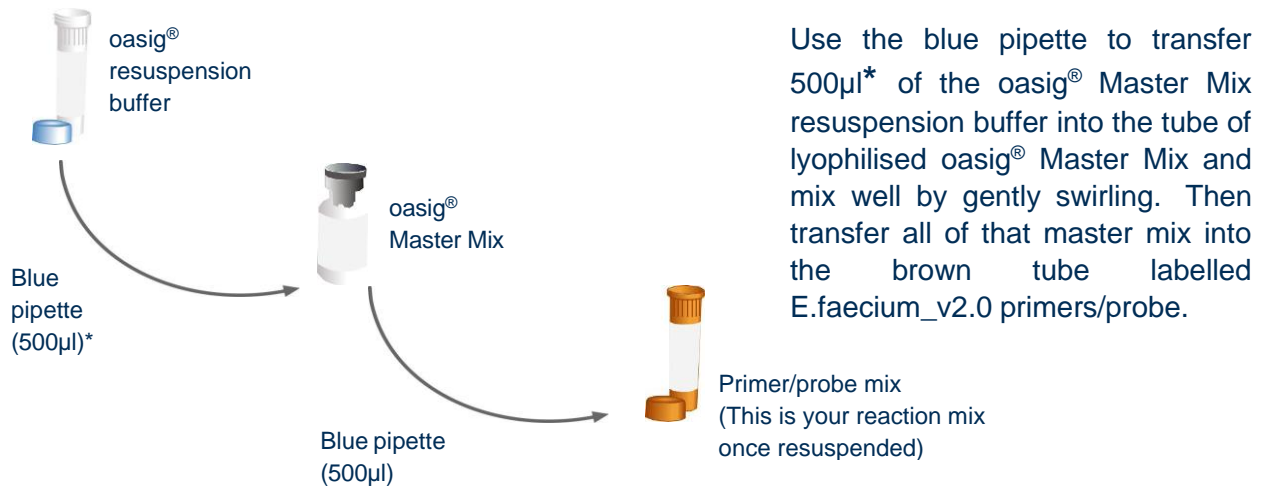 oasig®
resuspension
buffer
Blue
pipette
(500µl)*
oasig®
Master Mix
Blue pipette
(500µl)
Primer/probe mix
(This is your reaction mix
once resuspended)
Use the blue pipette to transfer
500µl* of the oasig® Master Mix
resuspension buffer into the tube of
lyophilised oasig® Master Mix and
mix well by gently swirling. Then
transfer all of that master mix into
the brown tube labelled
E.faecium_v2.0 primers/probe.